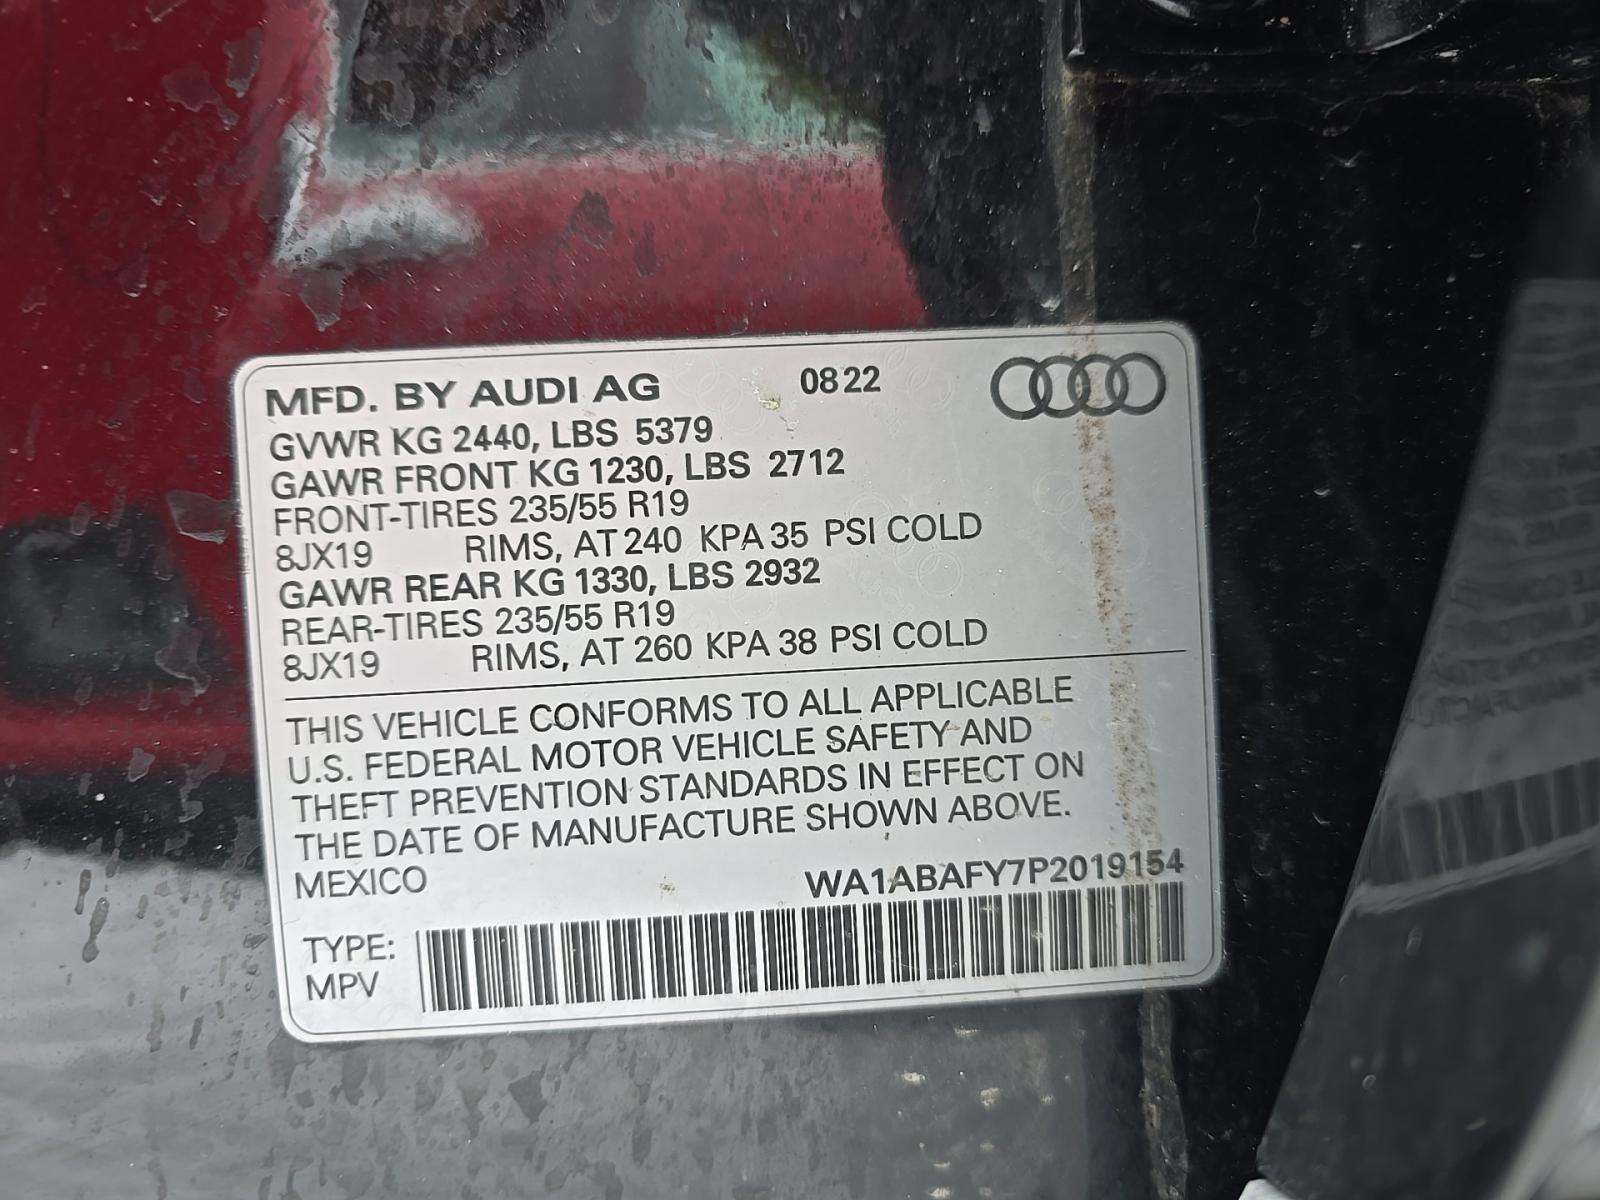 MFD. BY AUDI AG 0822
GVWR KG 2440, LBS 5379
GAWR FRONT KG 1230, LBS 2712
FRONT-TIRES 235/55 R19
8JX19 RIMS, AT 240 KPA 35 PSI COLD
GAWR REAR KG 1330, LBS 2932
REAR-TIRES 235/55 R19
8JX19 RIMS, AT 260 KPA 38 PSI COLD
THIS VEHICLE CONFORMS TO ALL APPLICABLE
U.S. FEDERAL MOTOR VEHICLE SAFETY AND
THEFT PREVENTION STANDARDS IN EFFECT ON
THE DATE OF MANUFACTURE SHOWN ABOVE.
MEXICO WA1ABAFY7P2019154
TYPE:
MPV